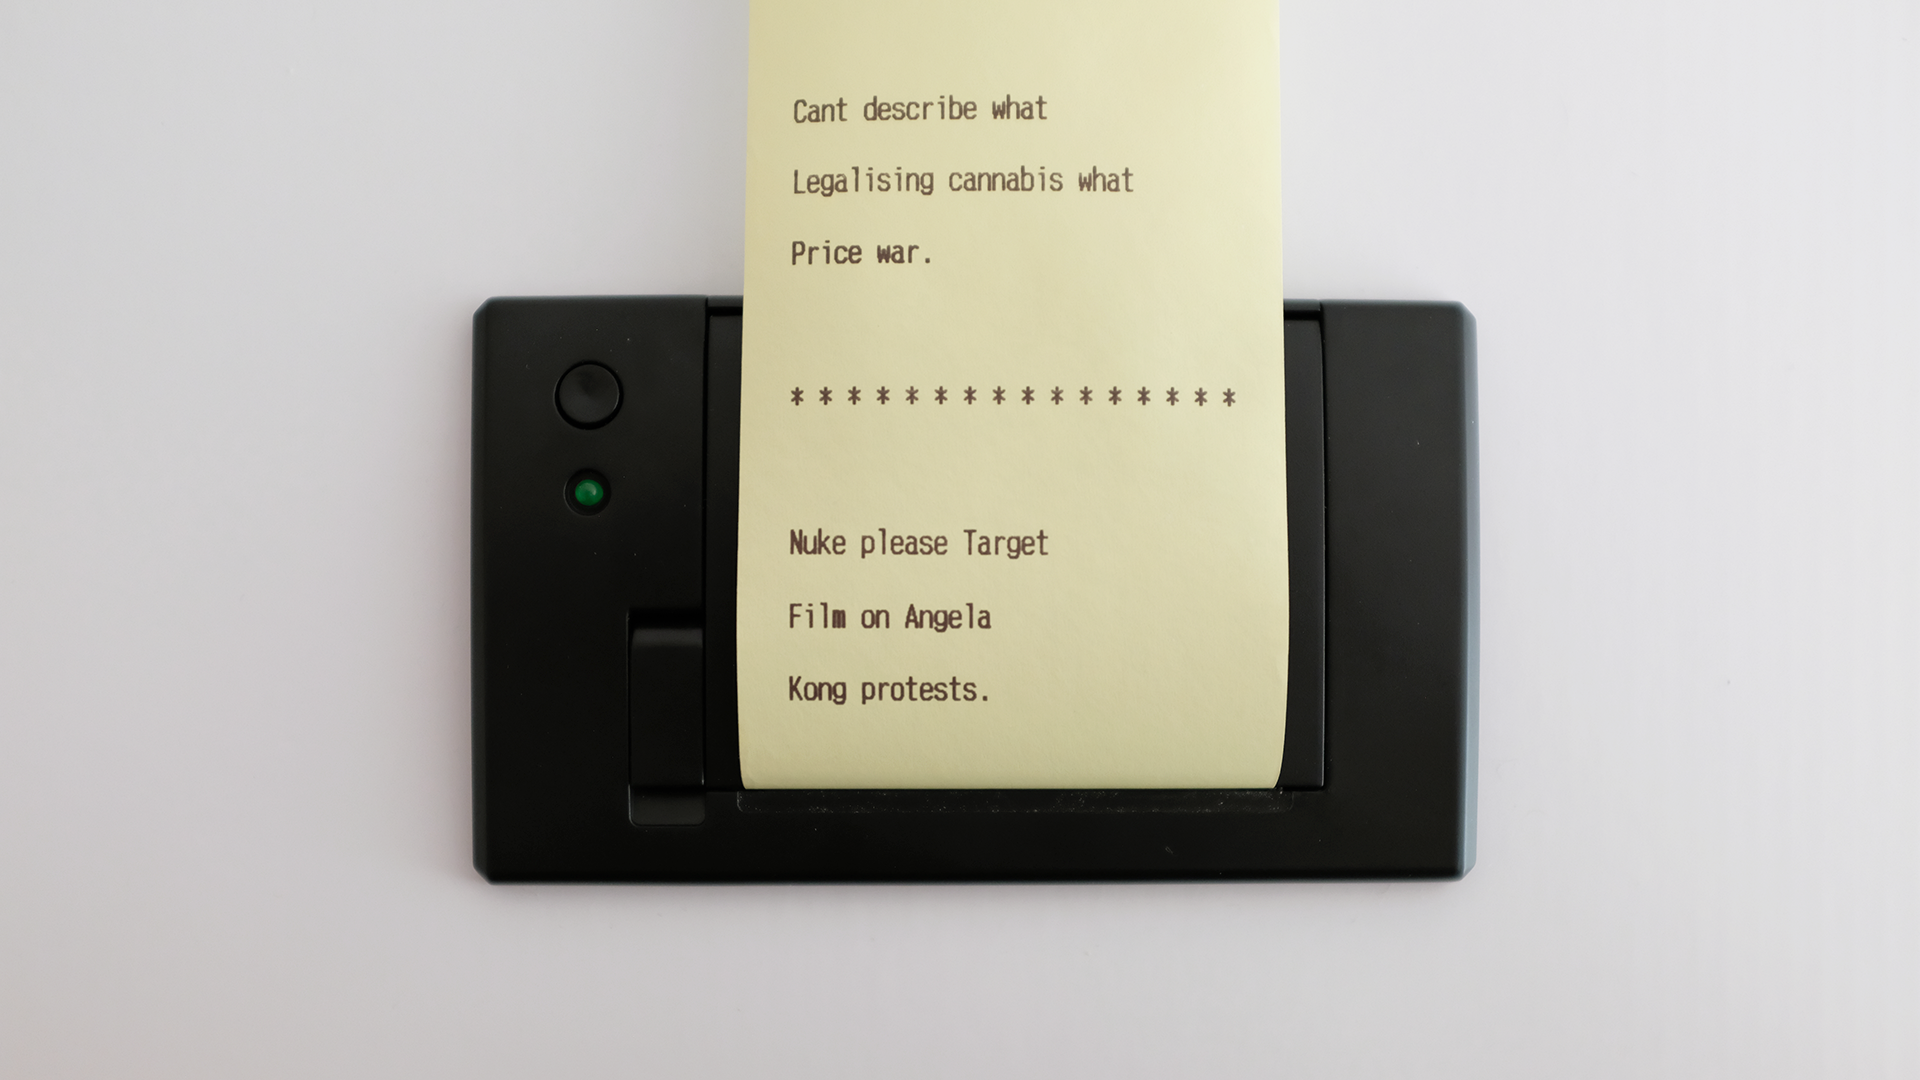 Cant describe what
Legalising cannabis what
Price war.
* * * * * * * * * * * * * * * *
Nuke please Target
Film on Angela
Kong protests.